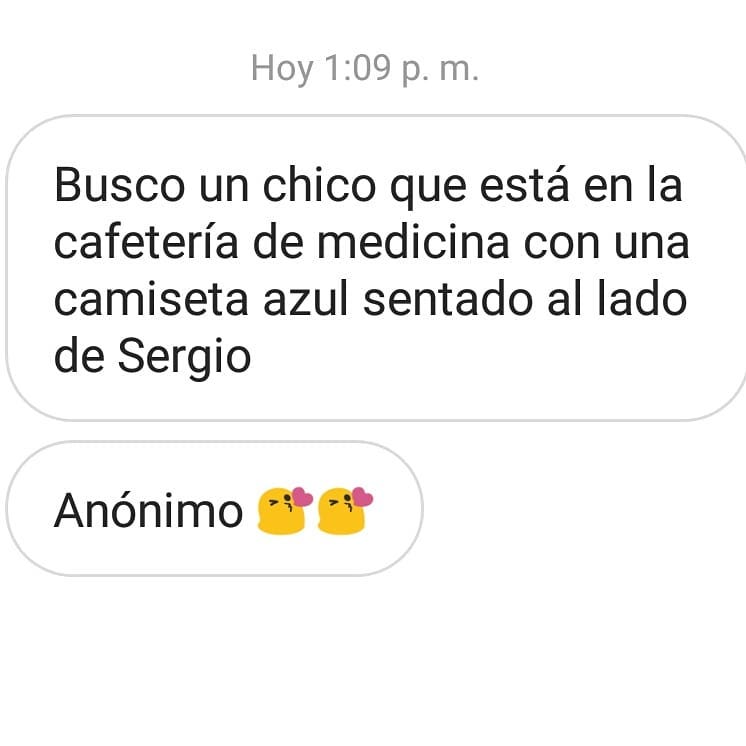 Hoy 1:09 p. m.
Busco un chico que está en la
cafetería de medicina con una
camiseta azul sentado al lado
de Sergio
Anónimo 😘😘